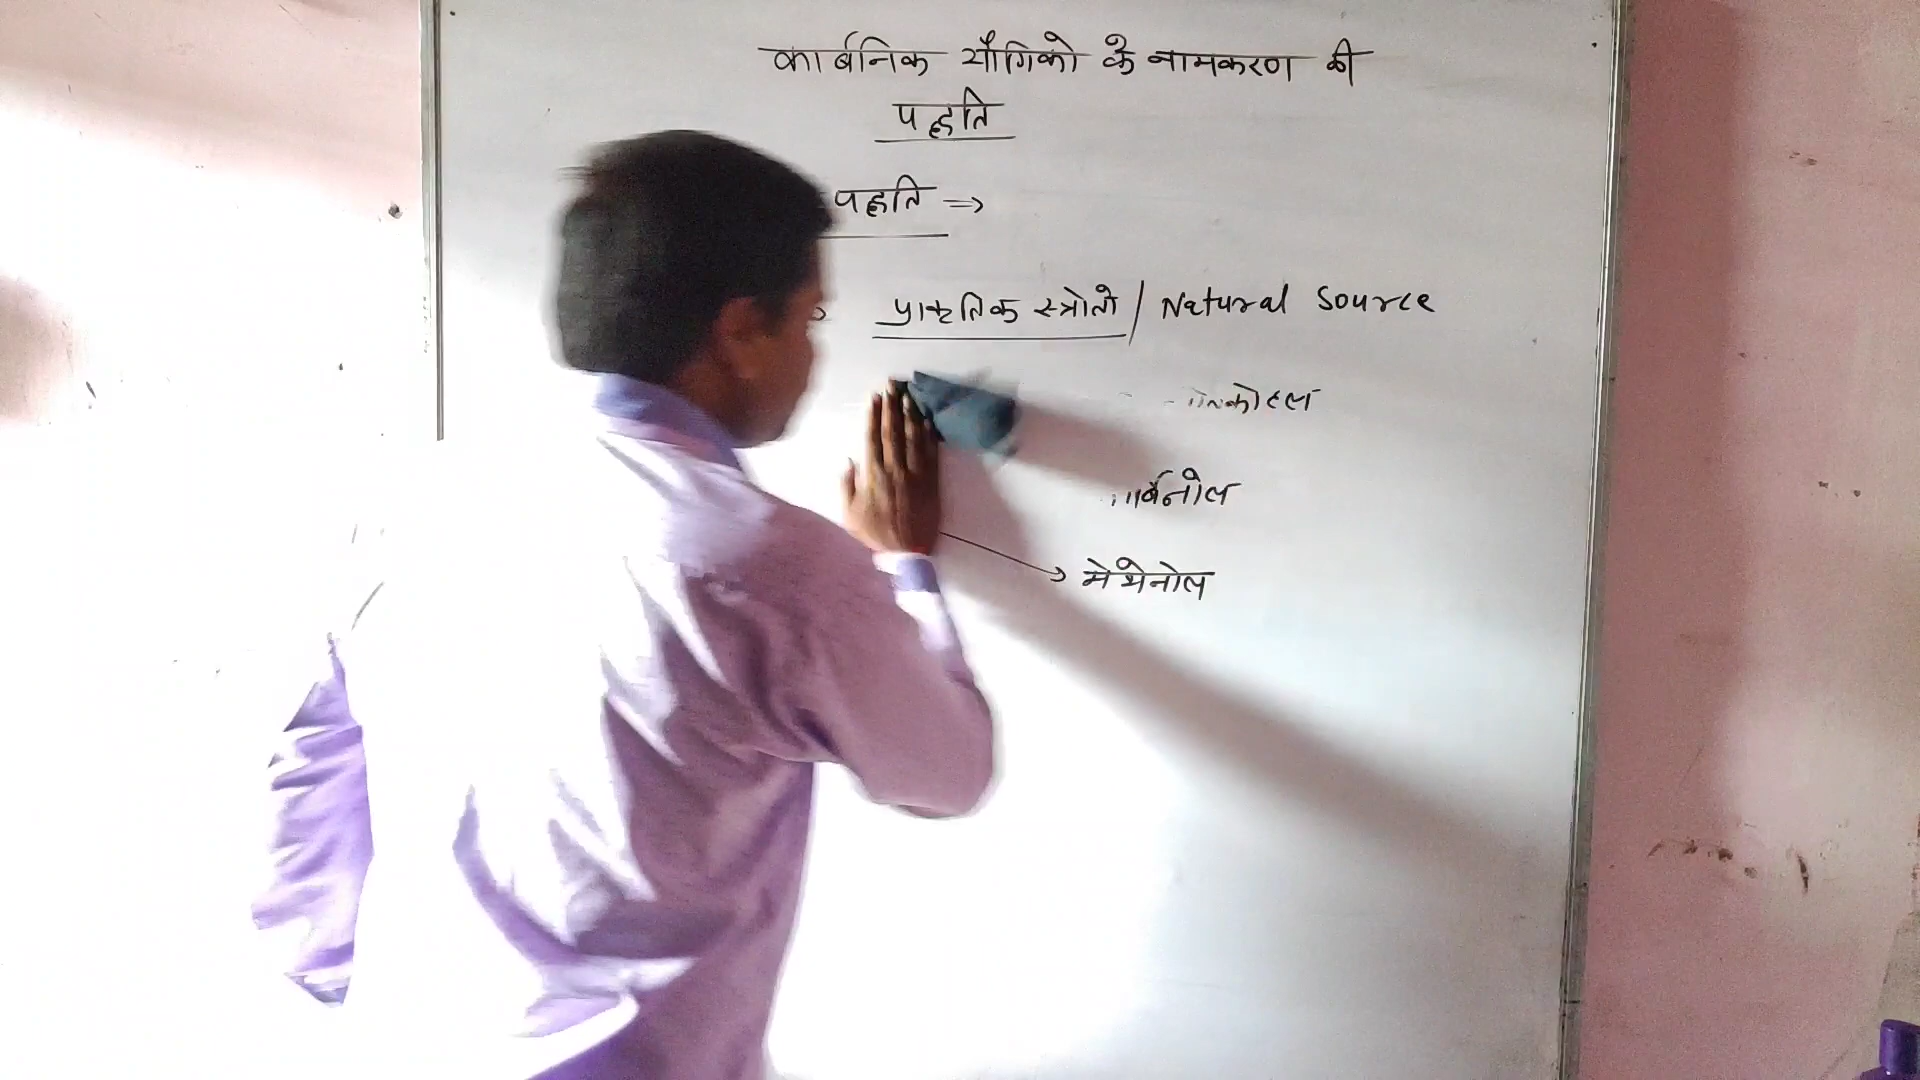 कार्बनिक यौगिको के नामकरण की
पद्धति
पद्धति ⇒
प्राकृतिक स्त्रोतो / Natural Source
मेथेनोल